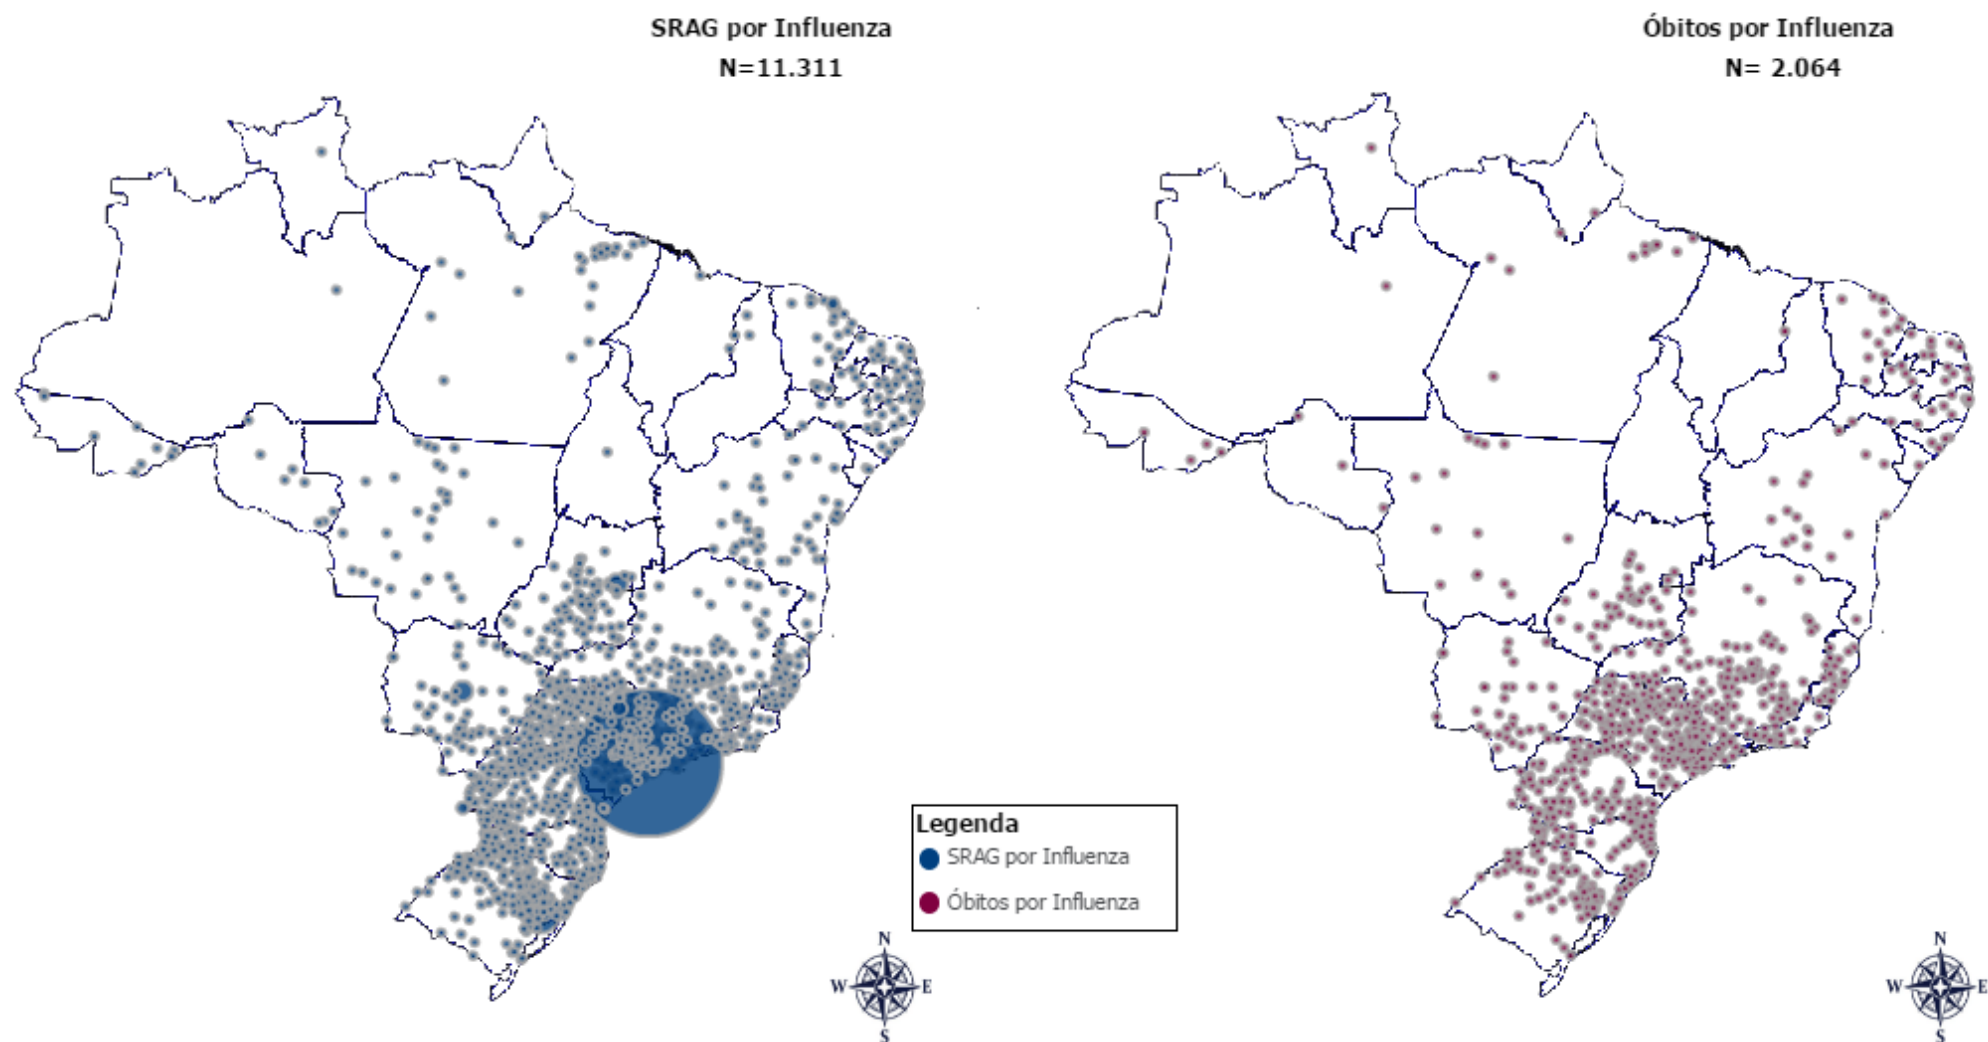 SRAG por Influenza
N=11.311
Óbitos por Influenza
N= 2.064
Legenda
SRAG por Influenza
Óbitos por Influenza
N
W
E
S
N
W
E
S